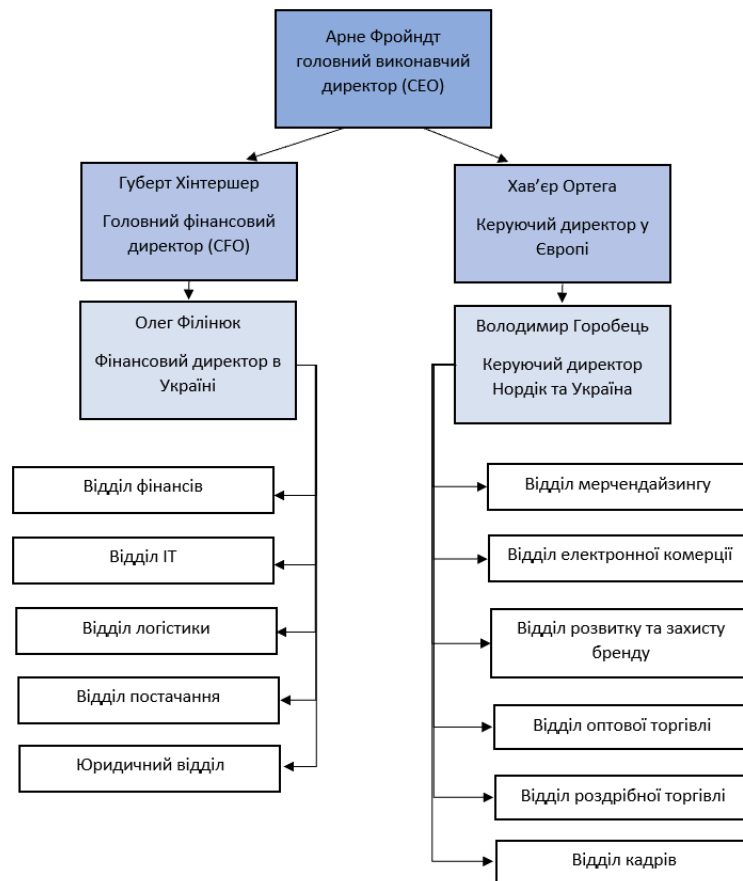 Арне Фройндт
головний виконавчий
директор (CEO)
Губерт Хінтершер
Головний фінансовий
директор (CFO)
Хав’єр Ортега
Керуючий директор у
Європі
Олег Філінюк
Фінансовий директор в
Україні
Володимир Горобець
Керуючий директор
Нордік та Україна
Відділ фінансів
Відділ ІТ
Відділ логістики
Відділ постачання
Юридичний відділ
Відділ мерчендайзингу
Відділ електронної комерції
Відділ розвитку та захисту
бренду
Відділ оптової торгівлі
Відділ роздрібної торгівлі
Відділ кадрів